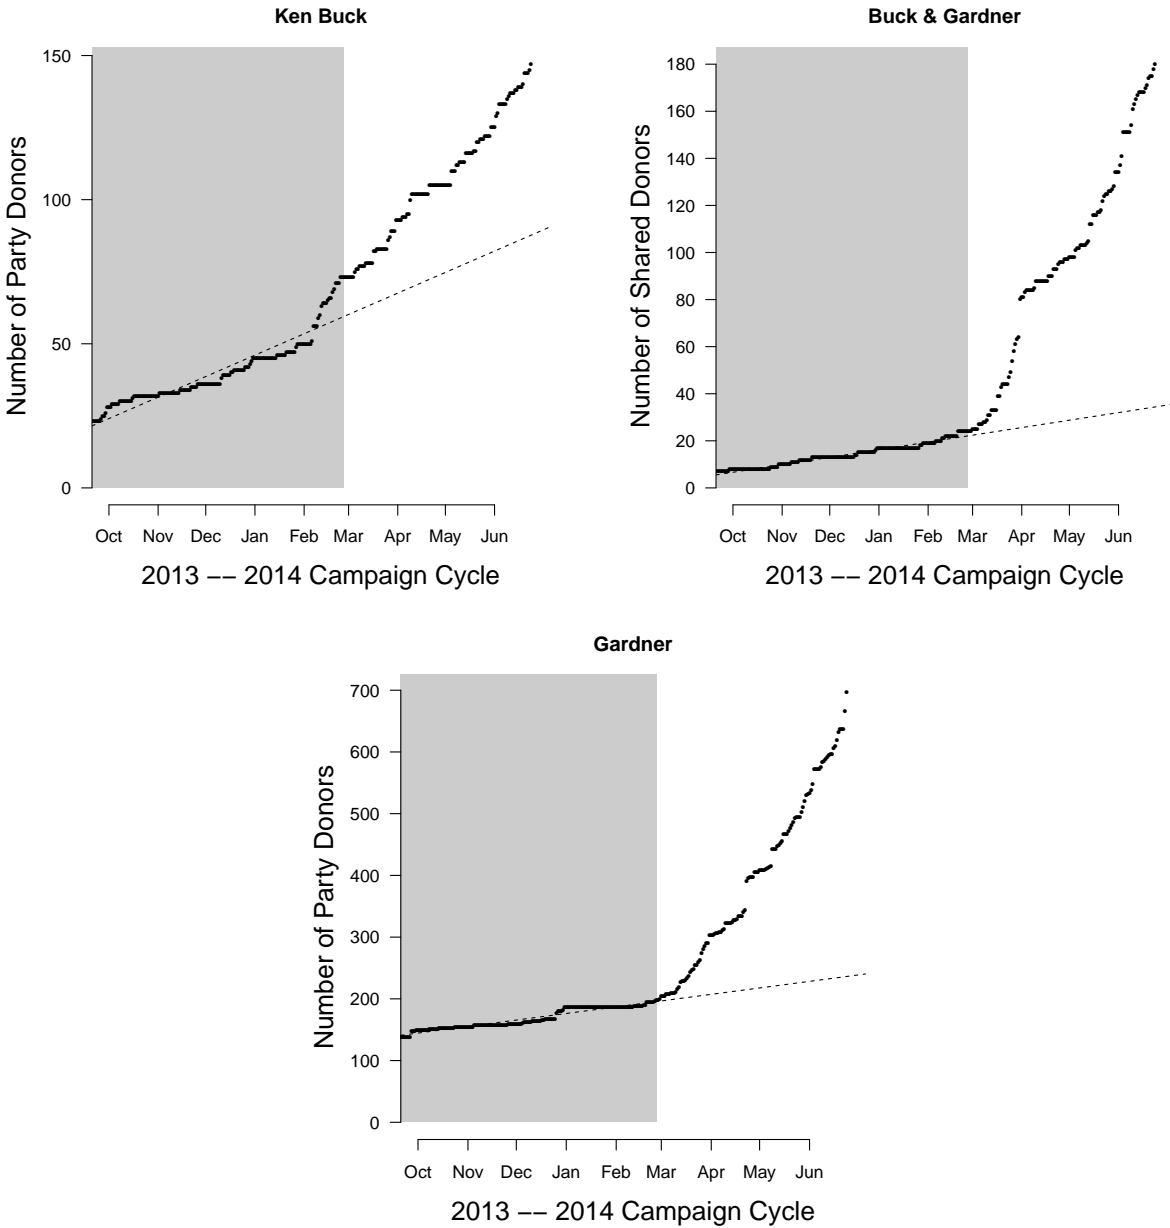 Ken Buck
Number of Party Donors
150
100
50
0
Oct Nov Dec Jan Feb Mar Apr May Jun
2013 −− 2014 Campaign Cycle
Buck & Gardner
Number of Shared Donors
180
160
140
120
100
80
60
40
20
0
Oct Nov Dec Jan Feb Mar Apr May Jun
2013 −− 2014 Campaign Cycle
Gardner
Number of Party Donors
700
600
500
400
300
200
100
0
Oct Nov Dec Jan Feb Mar Apr May Jun
2013 −− 2014 Campaign Cycle